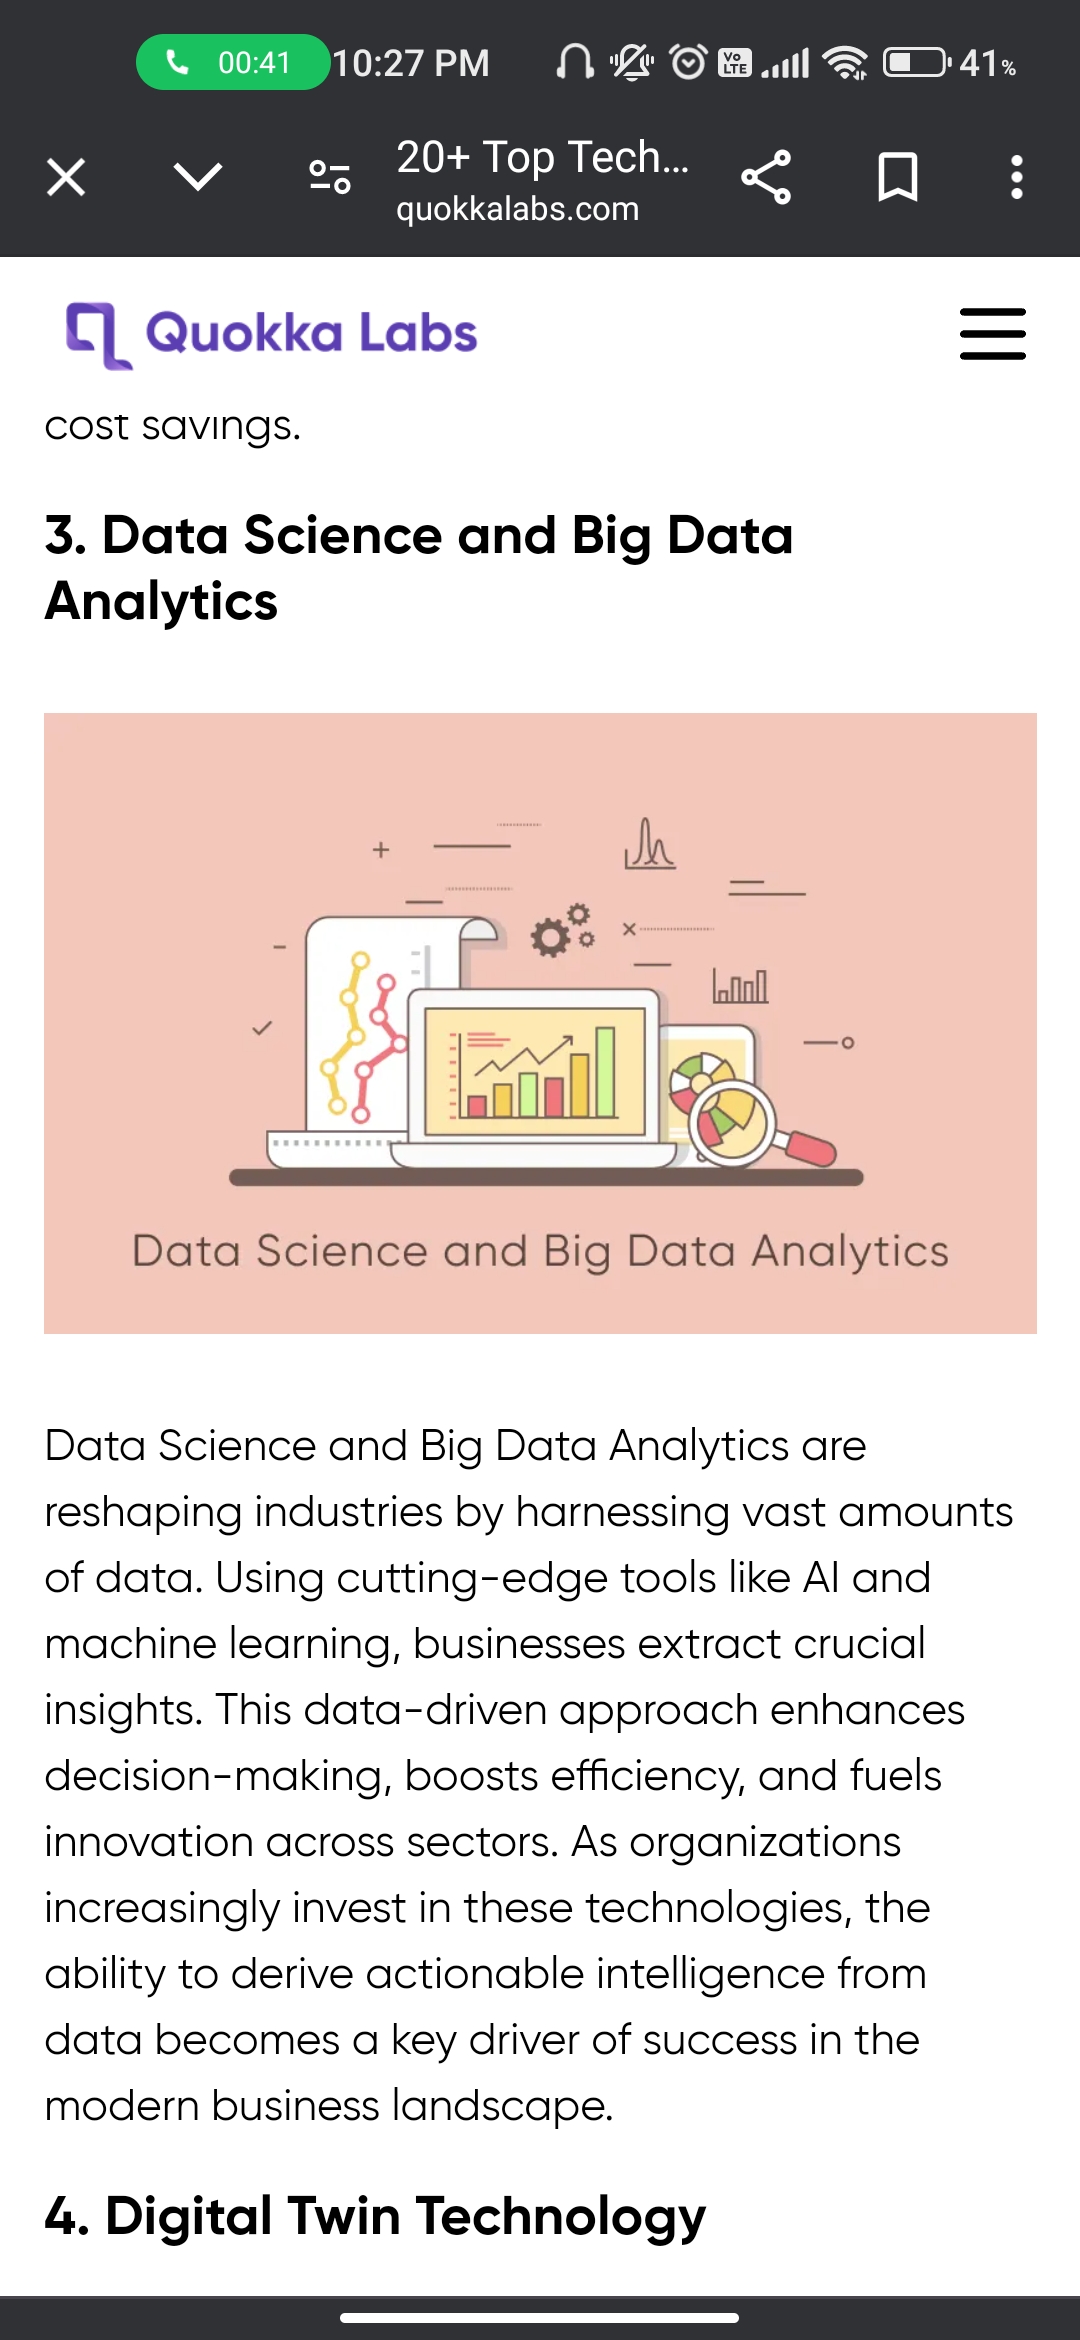 00:41 10:27 PM Vo LTE 41%
20+ Top Tech...
quokkalabs.com
Quokka Labs
cost savings.
3. Data Science and Big Data
Analytics
Data Science and Big Data Analytics
Data Science and Big Data Analytics are
reshaping industries by harnessing vast amounts
of data. Using cutting-edge tools like AI and
machine learning, businesses extract crucial
insights. This data-driven approach enhances
decision-making, boosts efficiency, and fuels
innovation across sectors. As organizations
increasingly invest in these technologies, the
ability to derive actionable intelligence from
data becomes a key driver of success in the
modern business landscape.
4. Digital Twin Technology